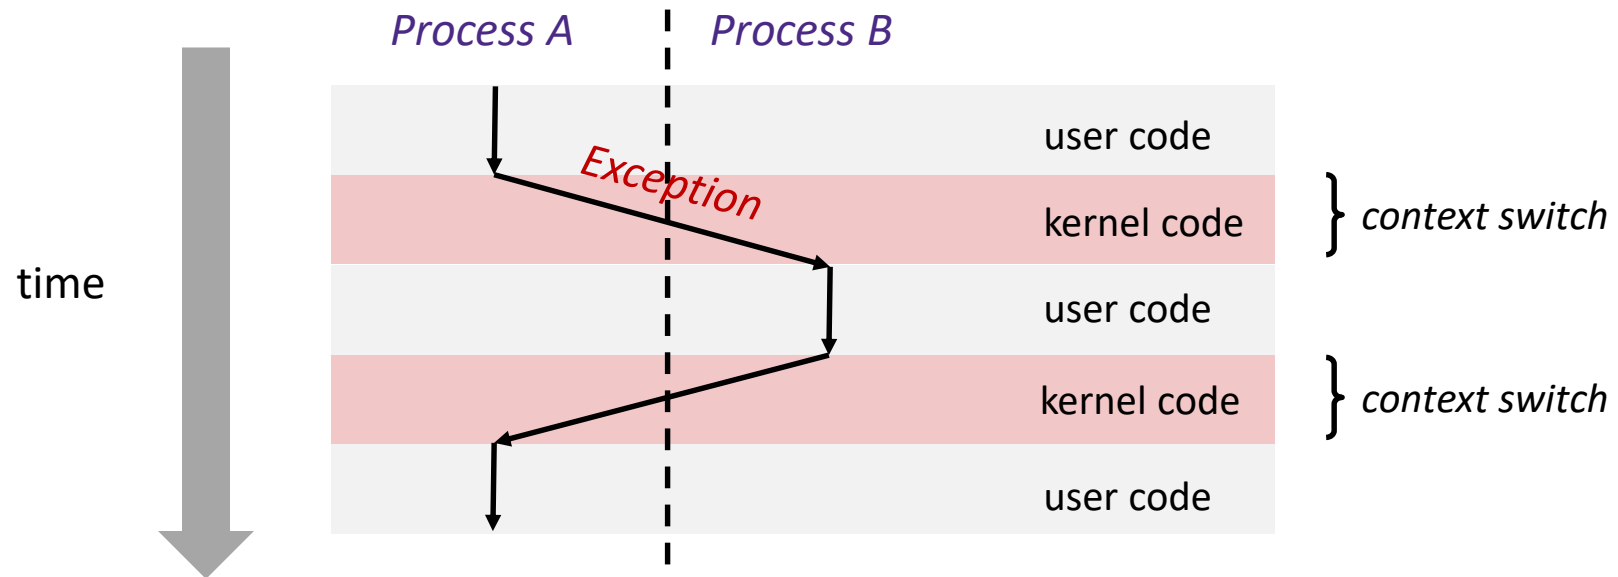 Process A
Process B
user code
Exception
kernel code
context switch
time
user code
kernel code
context switch
user code